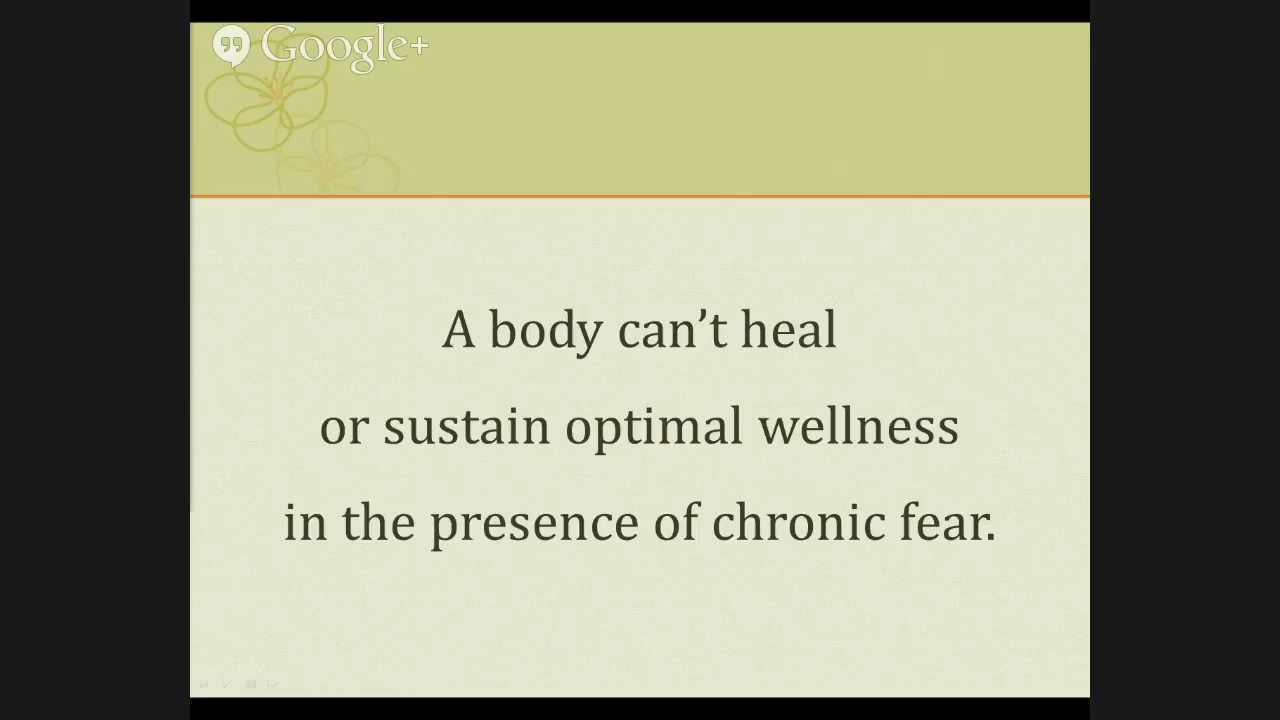 Google+
A body can’t heal
or sustain optimal wellness
in the presence of chronic fear.